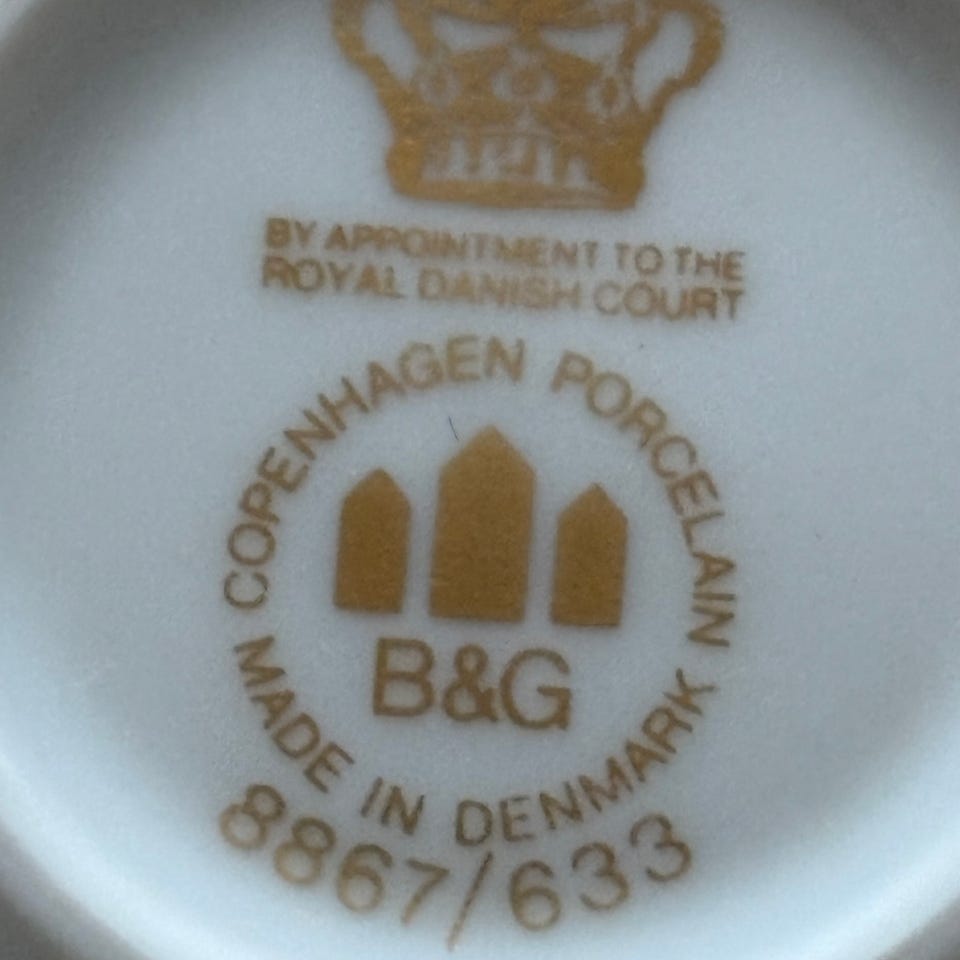 BY APPOINTMENT TO THE
ROYAL DANISH COURT
COPENHAGEN PORCELAIN
B&G
MADE IN DENMARK
8867/633